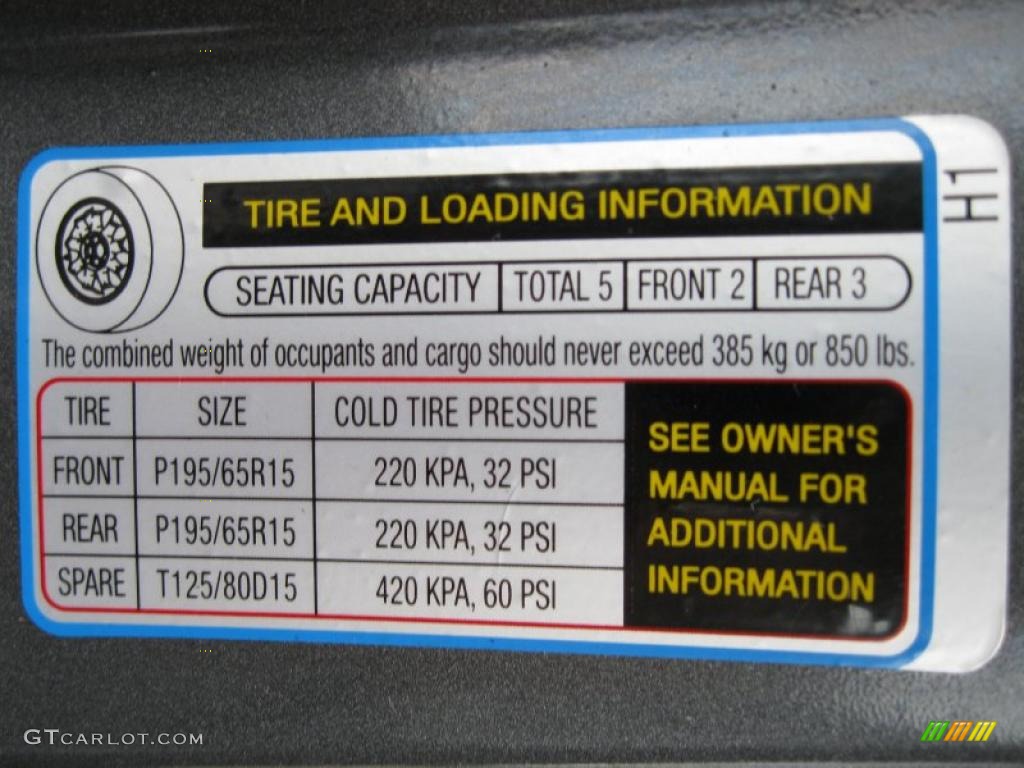 TIRE AND LOADING INFORMATION
H1
SEATING CAPACITY TOTAL 5 FRONT 2 REAR 3
The combined weight of occupants and cargo should never exceed 385 kg or 850 lbs.
TIRE SIZE COLD TIRE PRESSURE
FRONT P195/65R15 220 KPA, 32 PSI
REAR P195/65R15 220 KPA, 32 PSI
SPARE T125/80D15 420 KPA, 60 PSI
SEE OWNER'S
MANUAL FOR
ADDITIONAL
INFORMATION
GTCARLOT.COM